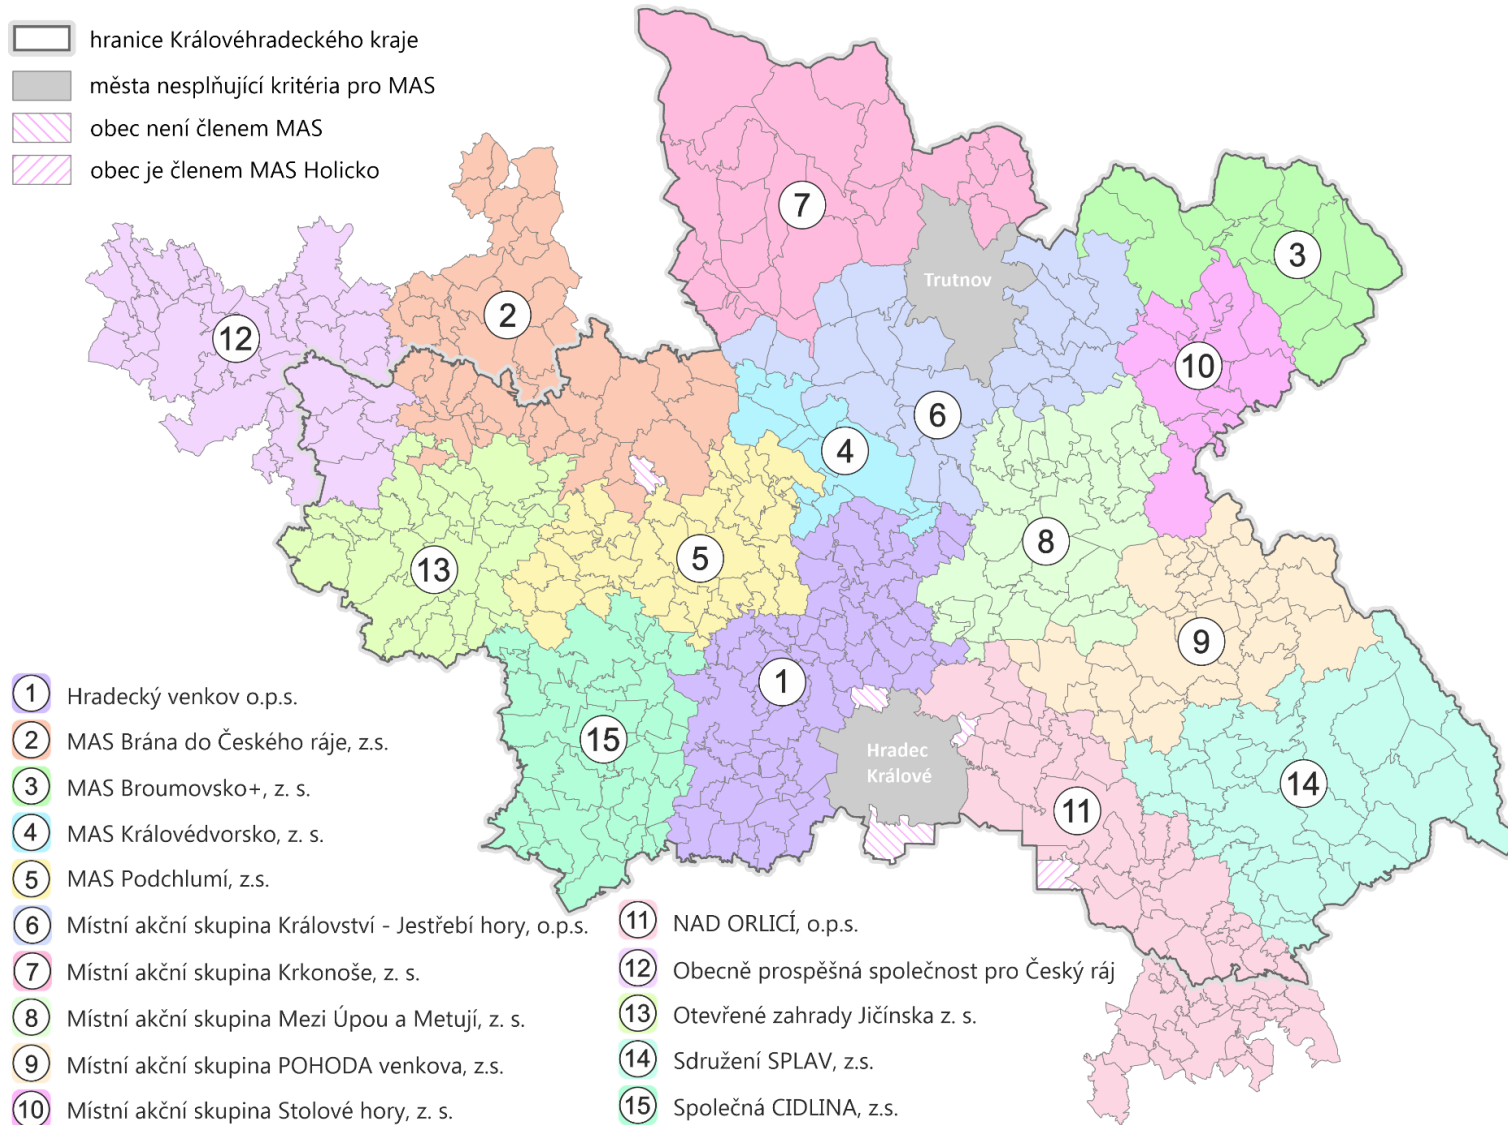 hranice Královéhradeckého kraje
města nesplňující kritéria pro MAS
obec není členem MAS
obec je členem MAS Holicko
7
3
Trutnov
2
12
10
6
4
8
5
13
9
1
15
Hradec
Králové
14
11
1 Hradecký venkov o.p.s.
2 MAS Brána do Českého ráje, z.s.
3 MAS Broumovsko+, z. s.
4 MAS Královédvorsko, z. s.
5 MAS Podchlumí, z.s.
6 Místní akční skupina Království - Jestřebí hory, o.p.s.
7 Místní akční skupina Krkonoše, z. s.
8 Místní akční skupina Mezi Úpou a Metují, z. s.
9 Místní akční skupina POHODA venkova, z.s.
10 Místní akční skupina Stolové hory, z. s.
11 NAD ORLICÍ, o.p.s.
12 Obecně prospěšná společnost pro Český ráj
13 Otevřené zahrady Jičínska z. s.
14 Sdružení SPLAV, z.s.
15 Společná CIDLINA, z.s.